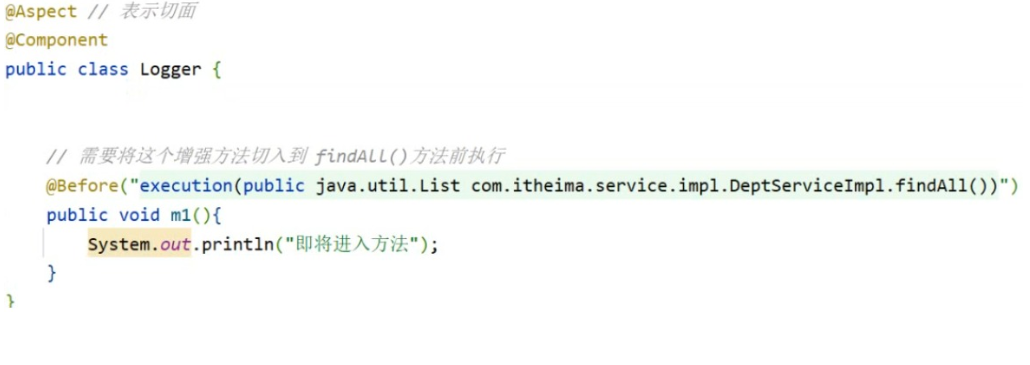 @Aspect // 表示切面
@Component
public class Logger {
// 需要将这个增强方法切入到 findAll()方法前执行
@Before("execution(public java.util.List com.itheima.service.impl.DeptServiceImpl.findAll())")
public void m1(){
System.out.println("即将进入方法");
}
}